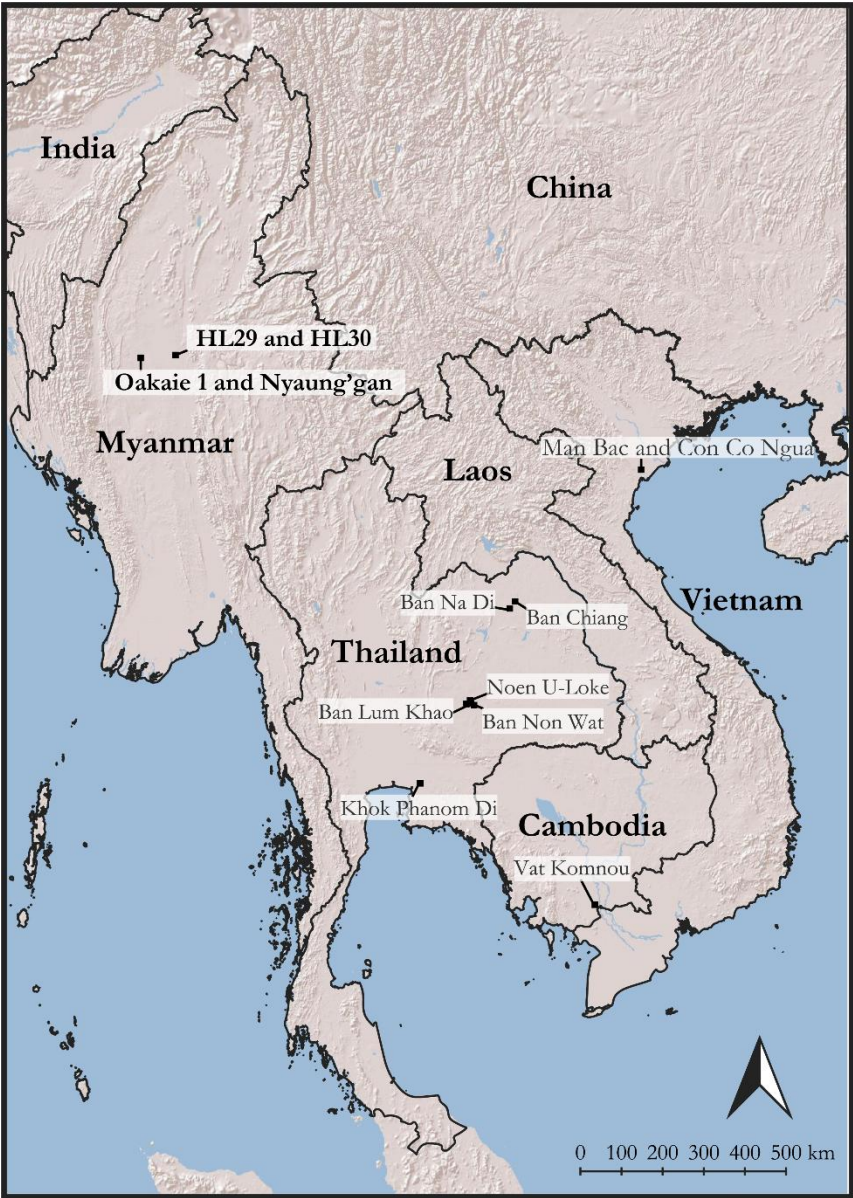 India
China
HL29 and HL30
Oakaie 1 and Nyaung'gan
Myanmar
Man Bac and Con Co Ngua
Laos
Ban Na Di
Ban Chiang
Vietnam
Thailand
Noen U-Loke
Ban Lum Khao
Ban Non Wat
Khok Phanom Di
Cambodia
Vat Komnou
0 100 200 300 400 500 km